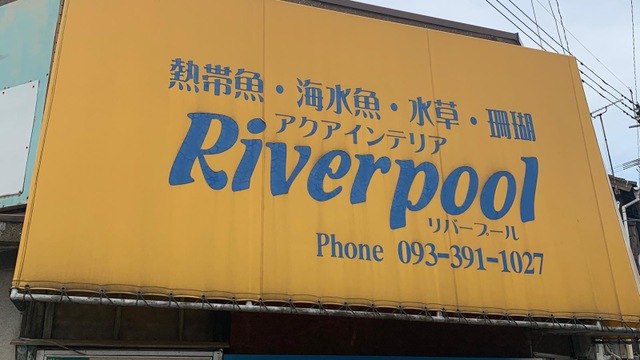 熱帯魚・海水魚・水草・珊瑚
アクアインテリア
Riverpool
リバープール
Phone 093-391-1027